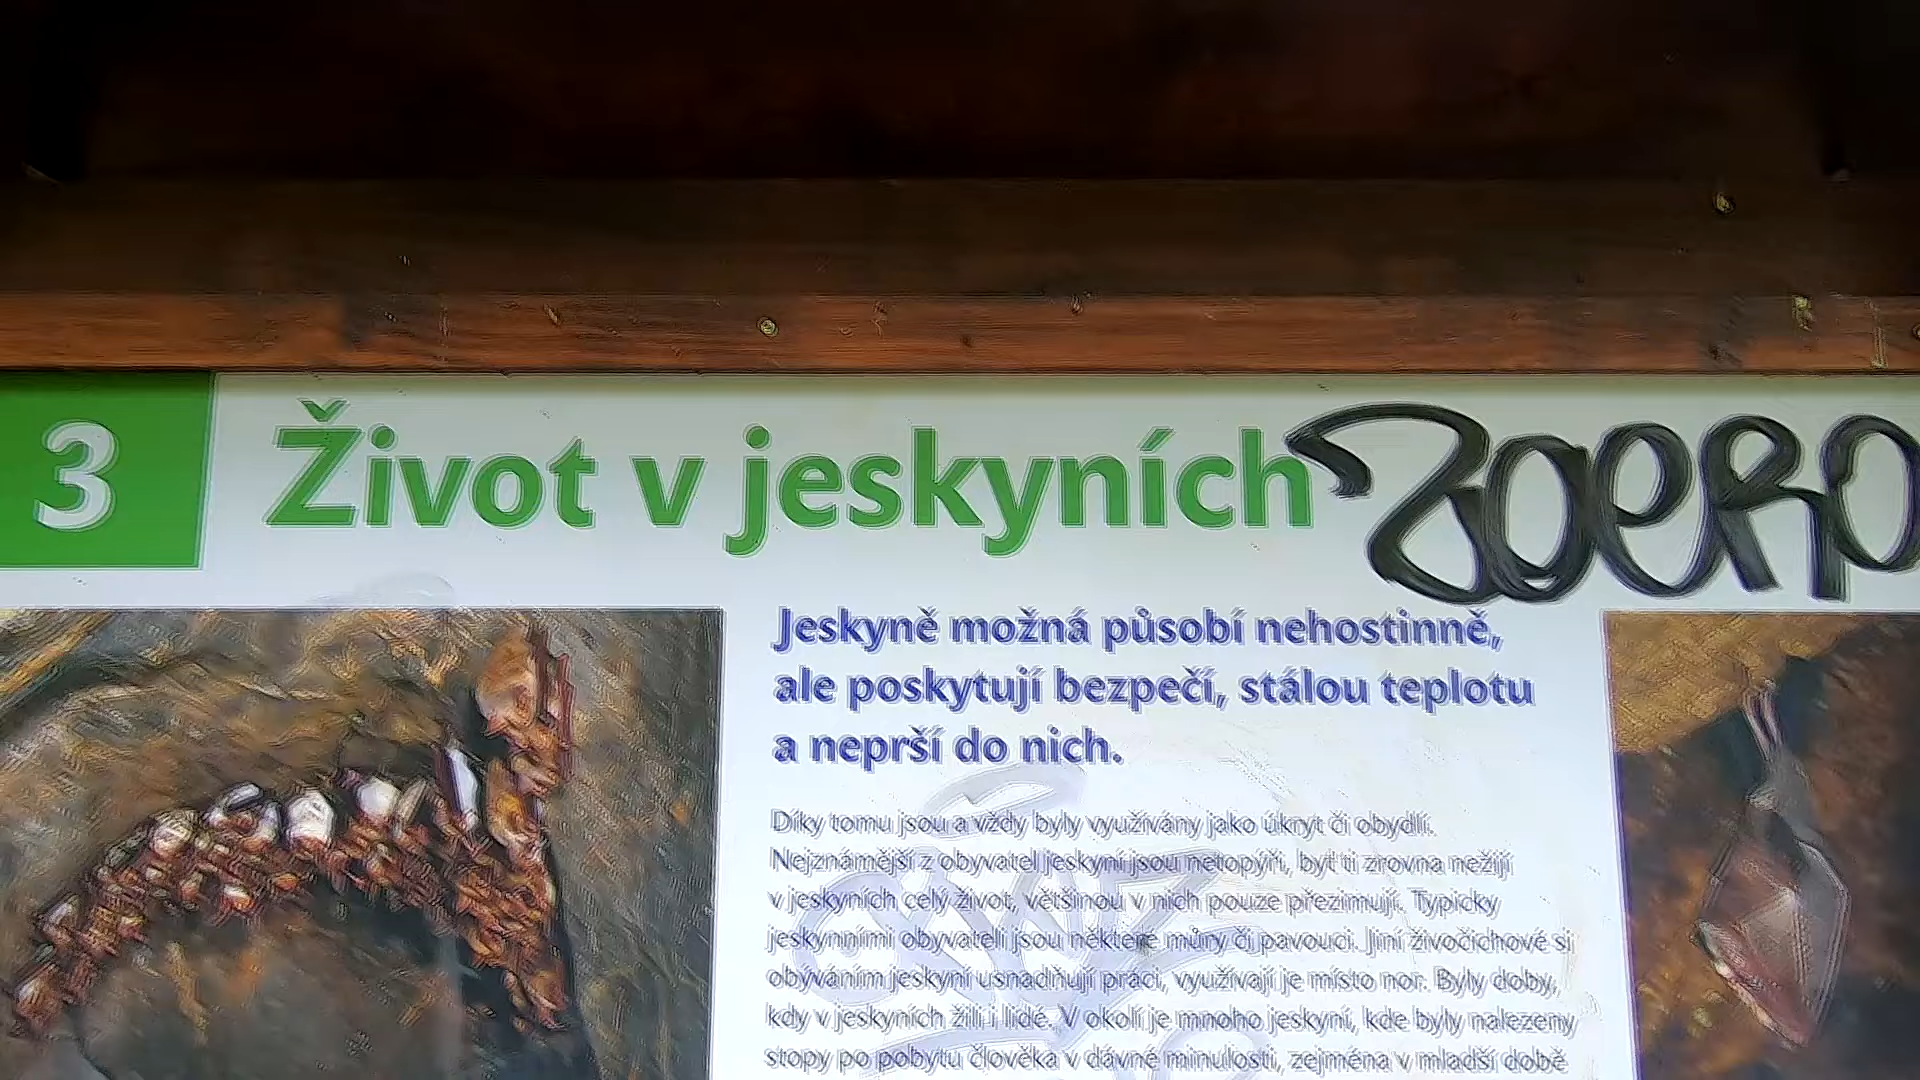 3 Život v jeskyních
Jeskyně možná působí nehostinně,
ale poskytují bezpečí, stálou teplotu
a neprší do nich.
Díky tomu jsou a vždy byly využívány jako úkryt či obydlí.
Nejznámější z obyvatel jeskyní jsou netopýři, byť ti zrovna nežijí
v jeskyních celý život, většinou v nich pouze přezimují. Typicky
jeskynními obyvateli jsou některé můry či pavouci. Jiní živočichové si
obýváním jeskyní usnadňují práci, využívají je místo nor. Byly doby,
kdy v jeskyních žili i lidé. V okolí je mnoho jeskyní, kde byly nalezeny
stopy po pobytu člověka v dávné minulosti, zejména v mladší době